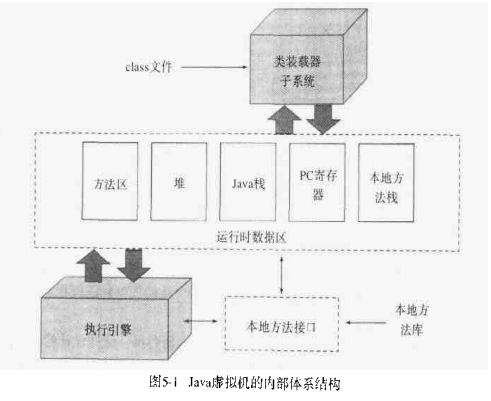 类装载器
子系统
class文件
方法区
堆
Java栈
PC寄存
器
本地方
法栈
运行时数据区
执行引擎
本地方法接口
本地方
法库
图5-1 Java虚拟机的内部体系结构